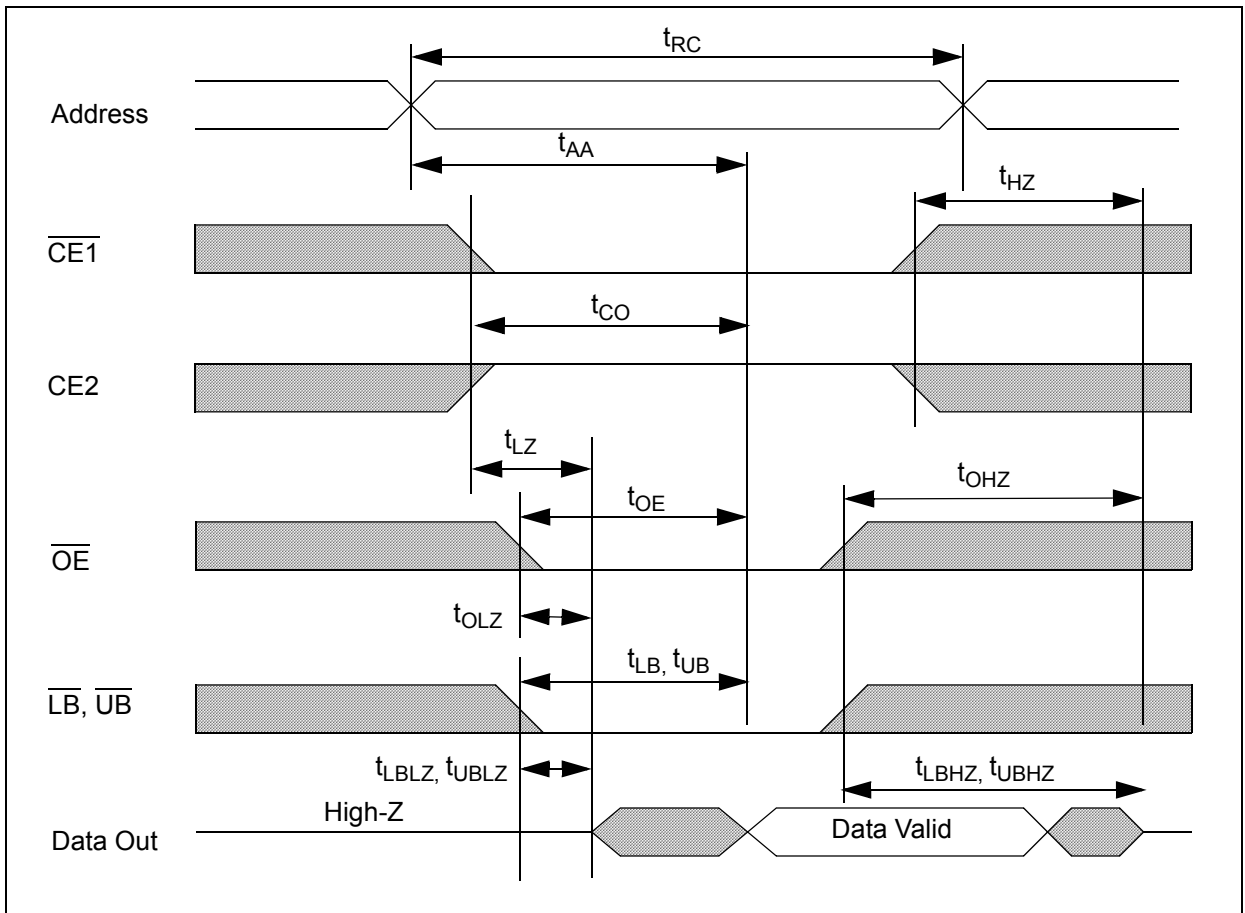 tRC
Address
tAA
tHZ
CE1
tCO
CE2
tLZ
tOE
tOHZ
OE
tOLZ
tLB, tUB
LB, UB
tLBLZ, tUBLZ
tLBHZ, tUBHZ
High-Z
Data Valid
Data Out